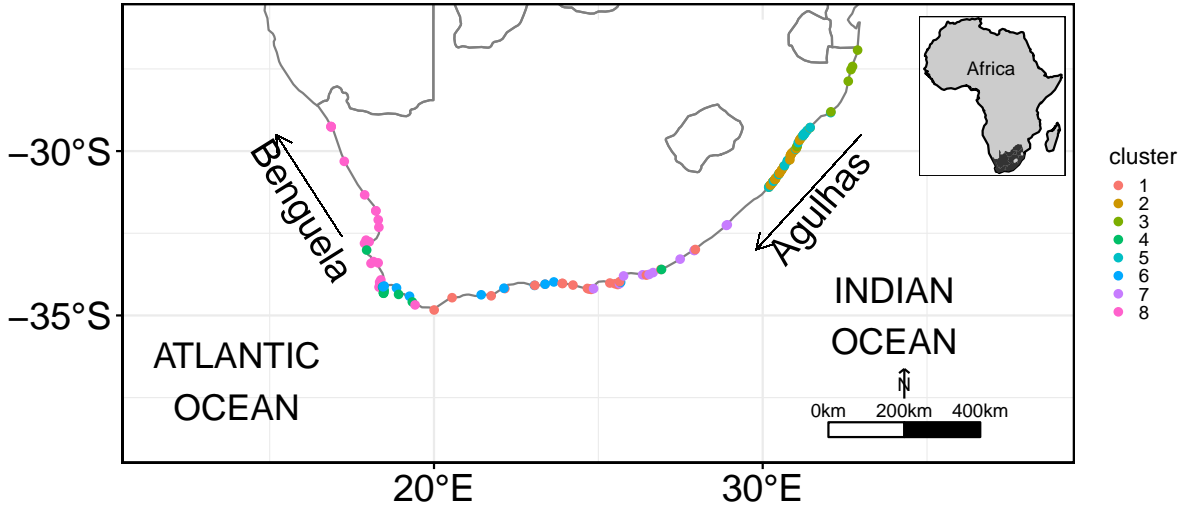 Africa
−30°S
−35°S
Benguela
Agulhas
INDIAN
OCEAN
ATLANTIC
OCEAN
N
0km 200km 400km
20°E 30°E
cluster
1
2
3
4
5
6
7
8